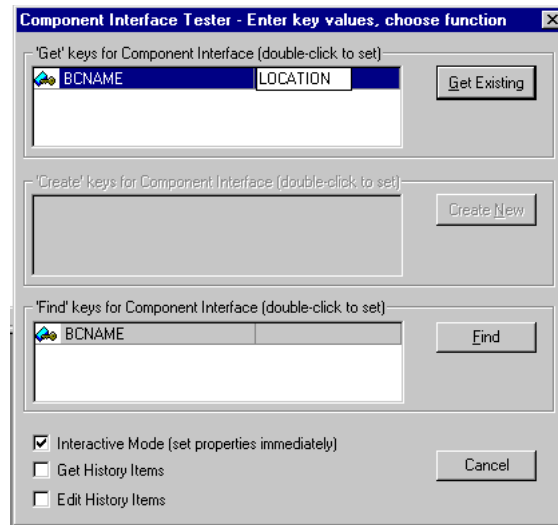 Component Interface Tester - Enter key values, choose function
'Get' keys for Component Interface (double-click to set)
BCNAME LOCATION
Get Existing
'Create' keys for Component Interface (double-click to set)
Create New
'Find' keys for Component Interface (double-click to set)
BCNAME
Find
Interactive Mode (set properties immediately)
Get History Items
Cancel
Edit History Items